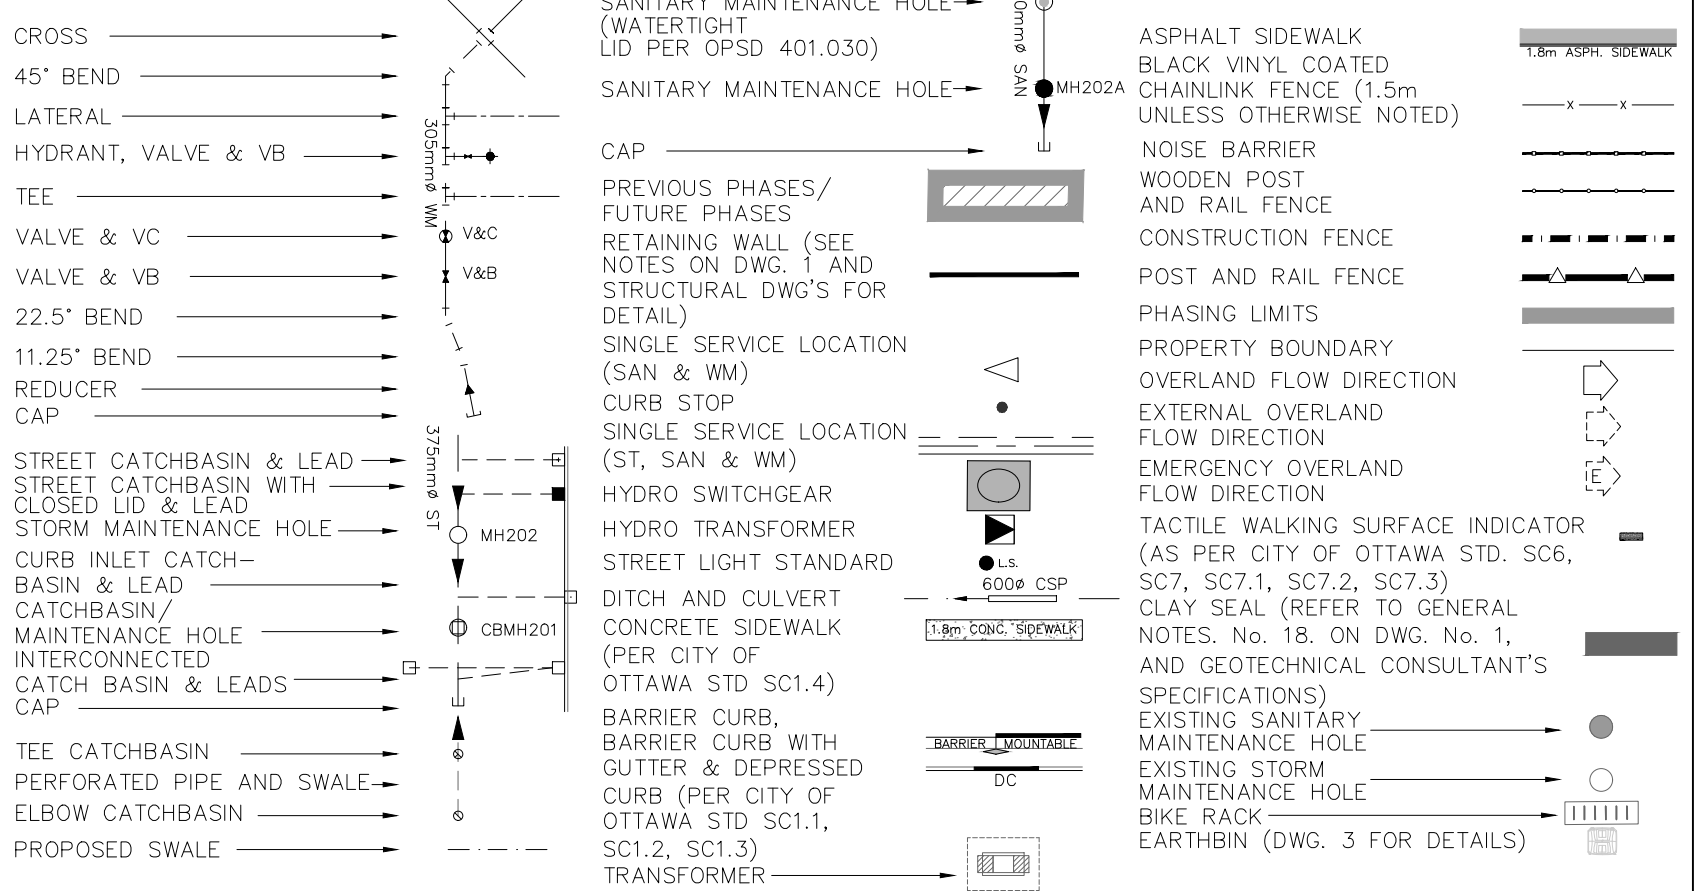 CROSS
45° BEND
LATERAL
HYDRANT, VALVE & VB
TEE
VALVE & VC
VALVE & VB
22.5° BEND
11.25° BEND
REDUCER
CAP
305mmø WM
V&C
V&B
STREET CATCHBASIN & LEAD
STREET CATCHBASIN WITH
CLOSED LID & LEAD
STORM MAINTENANCE HOLE
CURB INLET CATCH-
BASIN & LEAD
CATCHBASIN/
MAINTENANCE HOLE
INTERCONNECTED
CATCH BASIN & LEADS
CAP
TEE CATCHBASIN
PERFORATED PIPE AND SWALE
ELBOW CATCHBASIN
PROPOSED SWALE
375mmø ST
MH202
CBMH201
SANITARY MAINTENANCE HOLE
(WATERTIGHT
LID PER OPSD 401.030)
SANITARY MAINTENANCE HOLE
0mmø SAN
MH202A
CAP
PREVIOUS PHASES/
FUTURE PHASES
RETAINING WALL (SEE
NOTES ON DWG. 1 AND
STRUCTURAL DWG'S FOR
DETAIL)
SINGLE SERVICE LOCATION
(SAN & WM)
CURB STOP
SINGLE SERVICE LOCATION
(ST, SAN & WM)
HYDRO SWITCHGEAR
HYDRO TRANSFORMER
STREET LIGHT STANDARD
L.S.
600ø CSP
DITCH AND CULVERT
CONCRETE SIDEWALK
(PER CITY OF
OTTAWA STD SC1.4)
1.8m CONC. SIDEWALK
BARRIER CURB,
BARRIER CURB WITH
GUTTER & DEPRESSED
CURB (PER CITY OF
OTTAWA STD SC1.1,
SC1.2, SC1.3)
BARRIER MOUNTABLE
DC
TRANSFORMER
ASPHALT SIDEWALK
1.8m ASPH. SIDEWALK
BLACK VINYL COATED
CHAINLINK FENCE (1.5m
UNLESS OTHERWISE NOTED)
x x
NOISE BARRIER
WOODEN POST
AND RAIL FENCE
CONSTRUCTION FENCE
POST AND RAIL FENCE
PHASING LIMITS
PROPERTY BOUNDARY
OVERLAND FLOW DIRECTION
EXTERNAL OVERLAND
FLOW DIRECTION
EMERGENCY OVERLAND
FLOW DIRECTION
E
TACTILE WALKING SURFACE INDICATOR
(AS PER CITY OF OTTAWA STD. SC6,
SC7, SC7.1, SC7.2, SC7.3)
CLAY SEAL (REFER TO GENERAL
NOTES. No. 18. ON DWG. No. 1,
AND GEOTECHNICAL CONSULTANT'S
SPECIFICATIONS)
EXISTING SANITARY
MAINTENANCE HOLE
EXISTING STORM
MAINTENANCE HOLE
BIKE RACK
EARTHBIN (DWG. 3 FOR DETAILS)